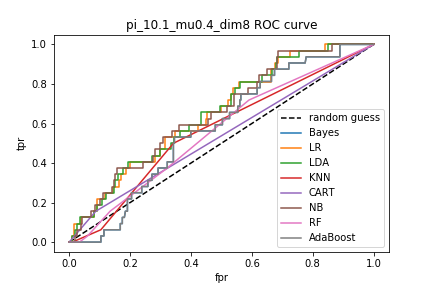 pi_10.1_mu0.4_dim8 ROC curve
tpr
1.0
0.8
0.6
0.4
0.2
0.0
random guess
Bayes
LR
LDA
KNN
CART
NB
RF
AdaBoost
0.0 0.2 0.4 0.6 0.8 1.0
fpr